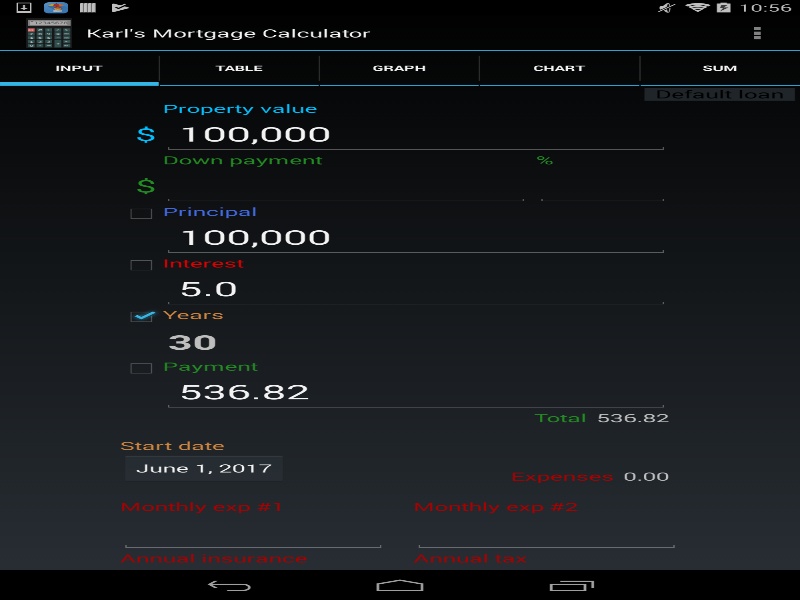 10:56
Karl's Mortgage Calculator
INPUT TABLE GRAPH CHART SUM
Default loan
Property value
$ 100,000
Down payment %
$
Principal
100,000
Interest
5.0
Years
30
Payment
536.82
Total 536.82
Start date
June 1, 2017
Expenses 0.00
Monthly exp #1 Monthly exp #2
Annual insurance Annual tax